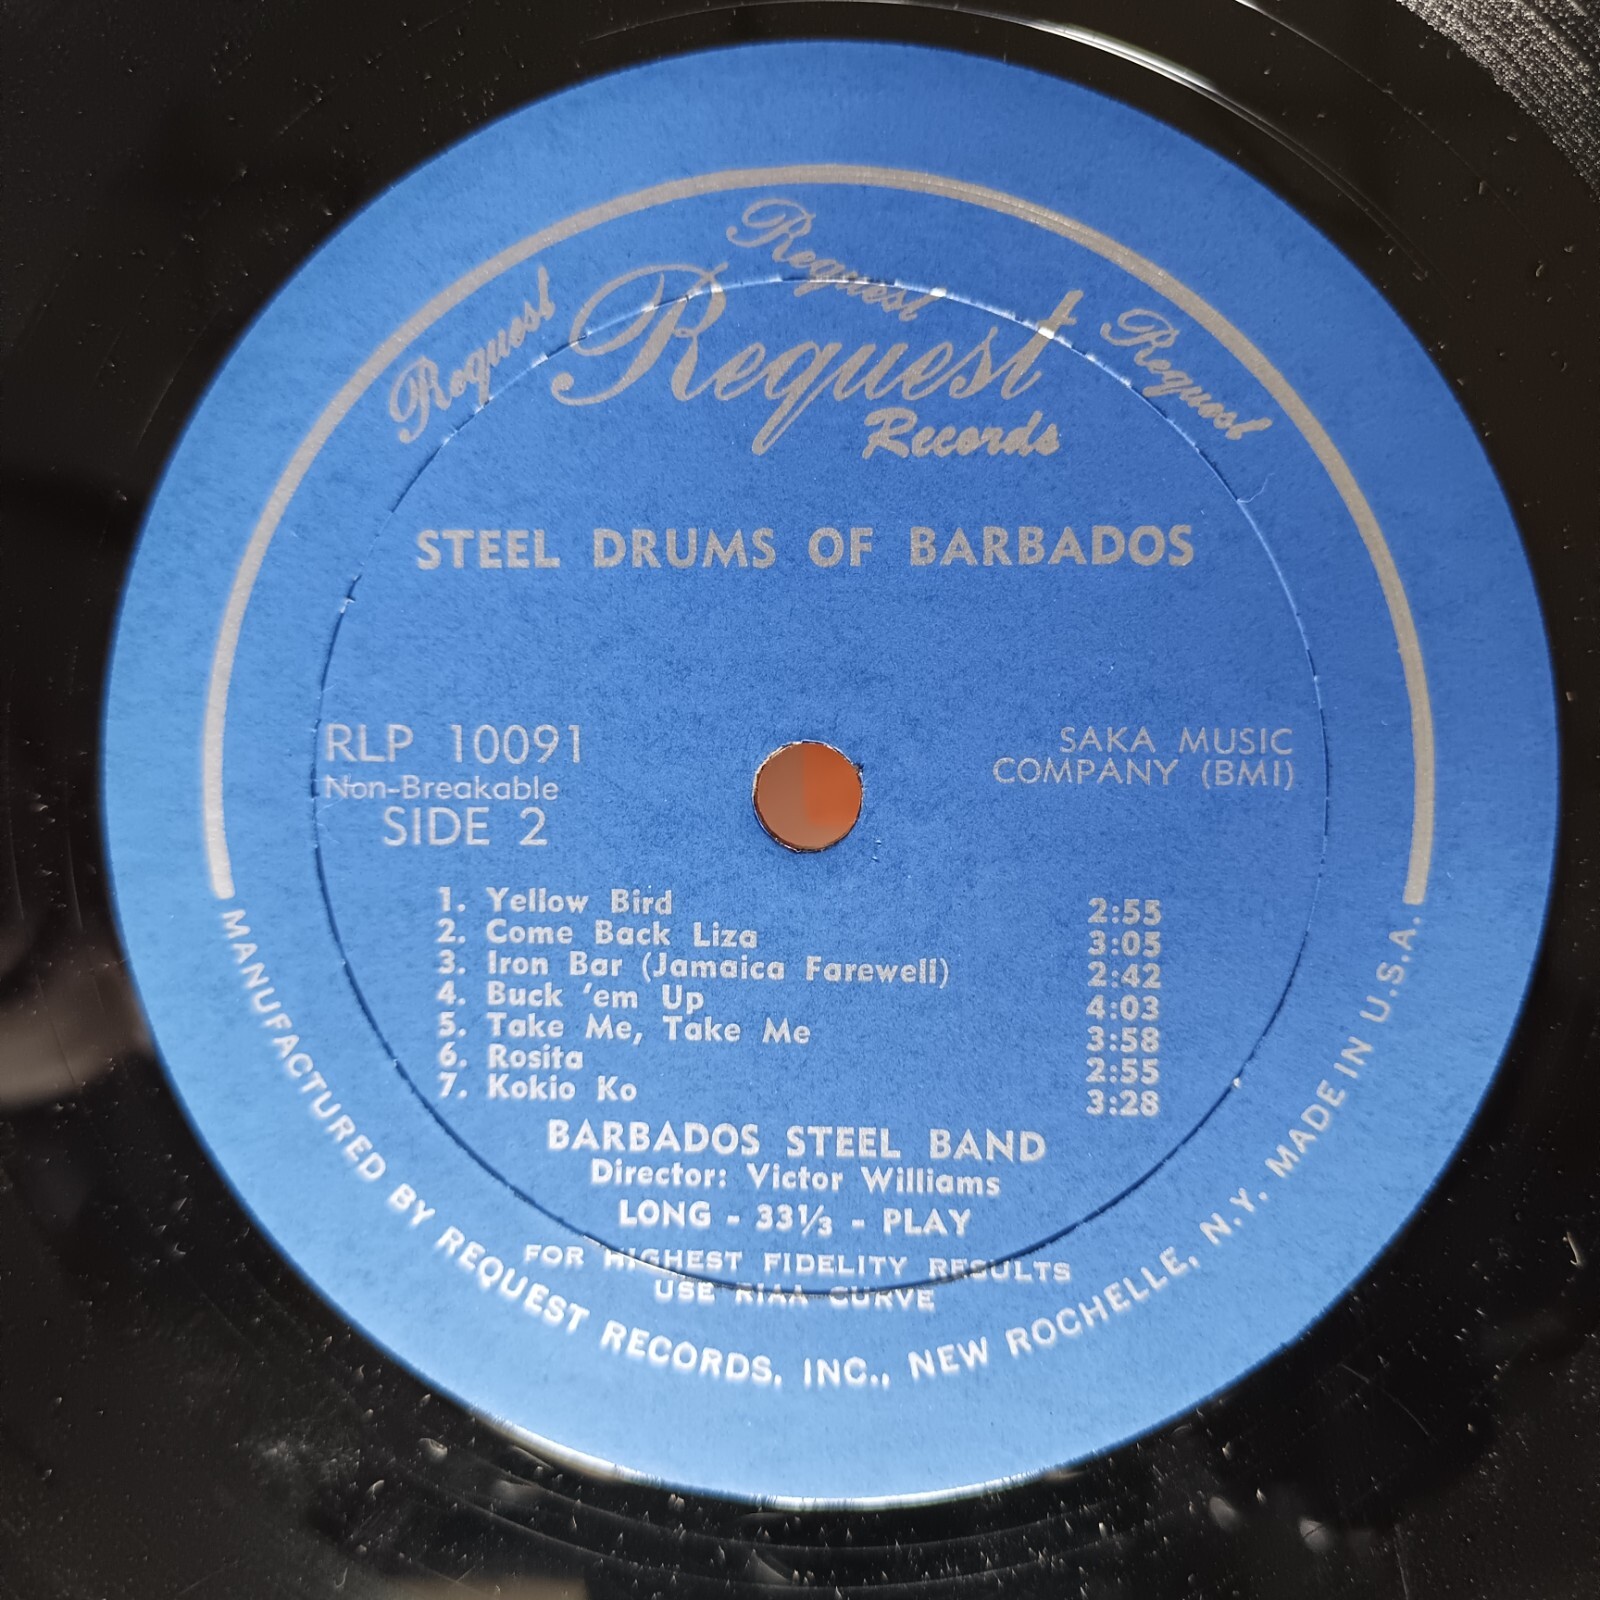 Request
Request
Request
Request
Records
STEEL DRUMS OF BARBADOS
RLP 10091
Non-Breakable
SIDE 2
SAKA MUSIC
COMPANY (BMI)
1. Yellow Bird 2:55
2. Come Back Liza 3:05
3. Iron Bar (Jamaica Farewell) 2:42
4. Buck 'em Up 4:03
5. Take Me, Take Me 3:58
6. Rosita 2:55
7. Kokio Ko 3:28
BARBADOS STEEL BAND
Director: Victor Williams
LONG - 33⅓ - PLAY
FOR HIGHEST FIDELITY RESULTS
USE RIAA CURVE
MANUFACTURED BY REQUEST RECORDS, INC., NEW ROCHELLE, N.Y. MADE IN U.S.A.